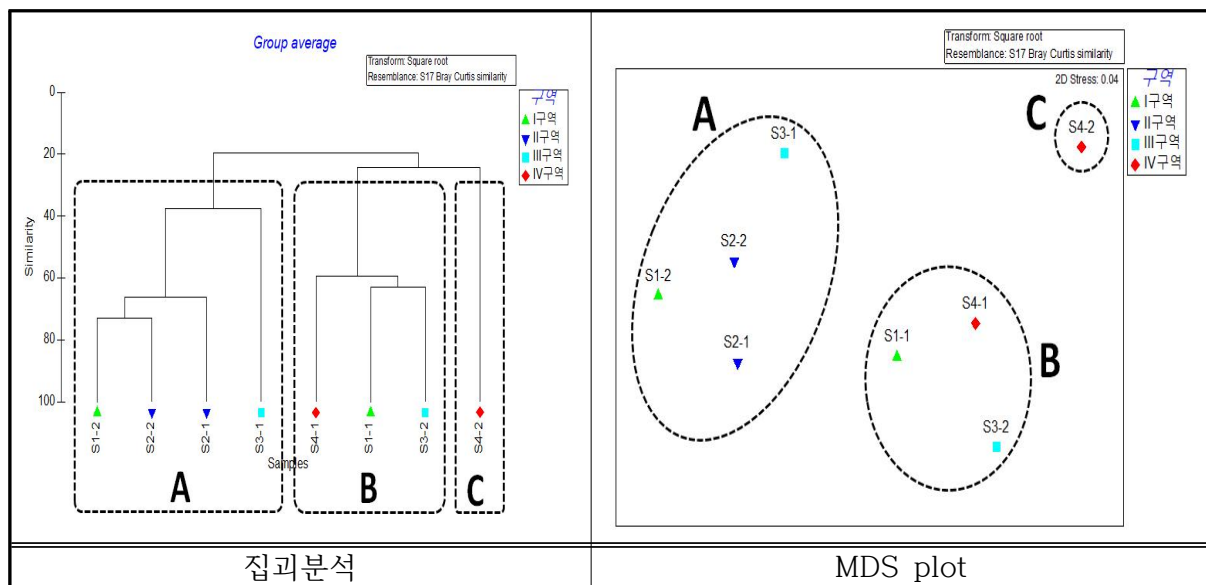 Group average
Transform: Square root
Resemblance: S17 Bray Curtis similarity
구역
I구역
II구역
III구역
IV구역
0
20
40
60
80
100
Similarity
S1-2
S2-2
S2-1
S3-1
S4-1
S1-1
S3-2
S4-2
Samples
A
B
C
집괴분석
Transform: Square root
Resemblance: S17 Bray Curtis similarity
2D Stress: 0.04
구역
I구역
II구역
III구역
IV구역
A
S3-1
C
S4-2
S2-2
S1-2
S4-1
S2-1
S1-1
B
S3-2
MDS plot